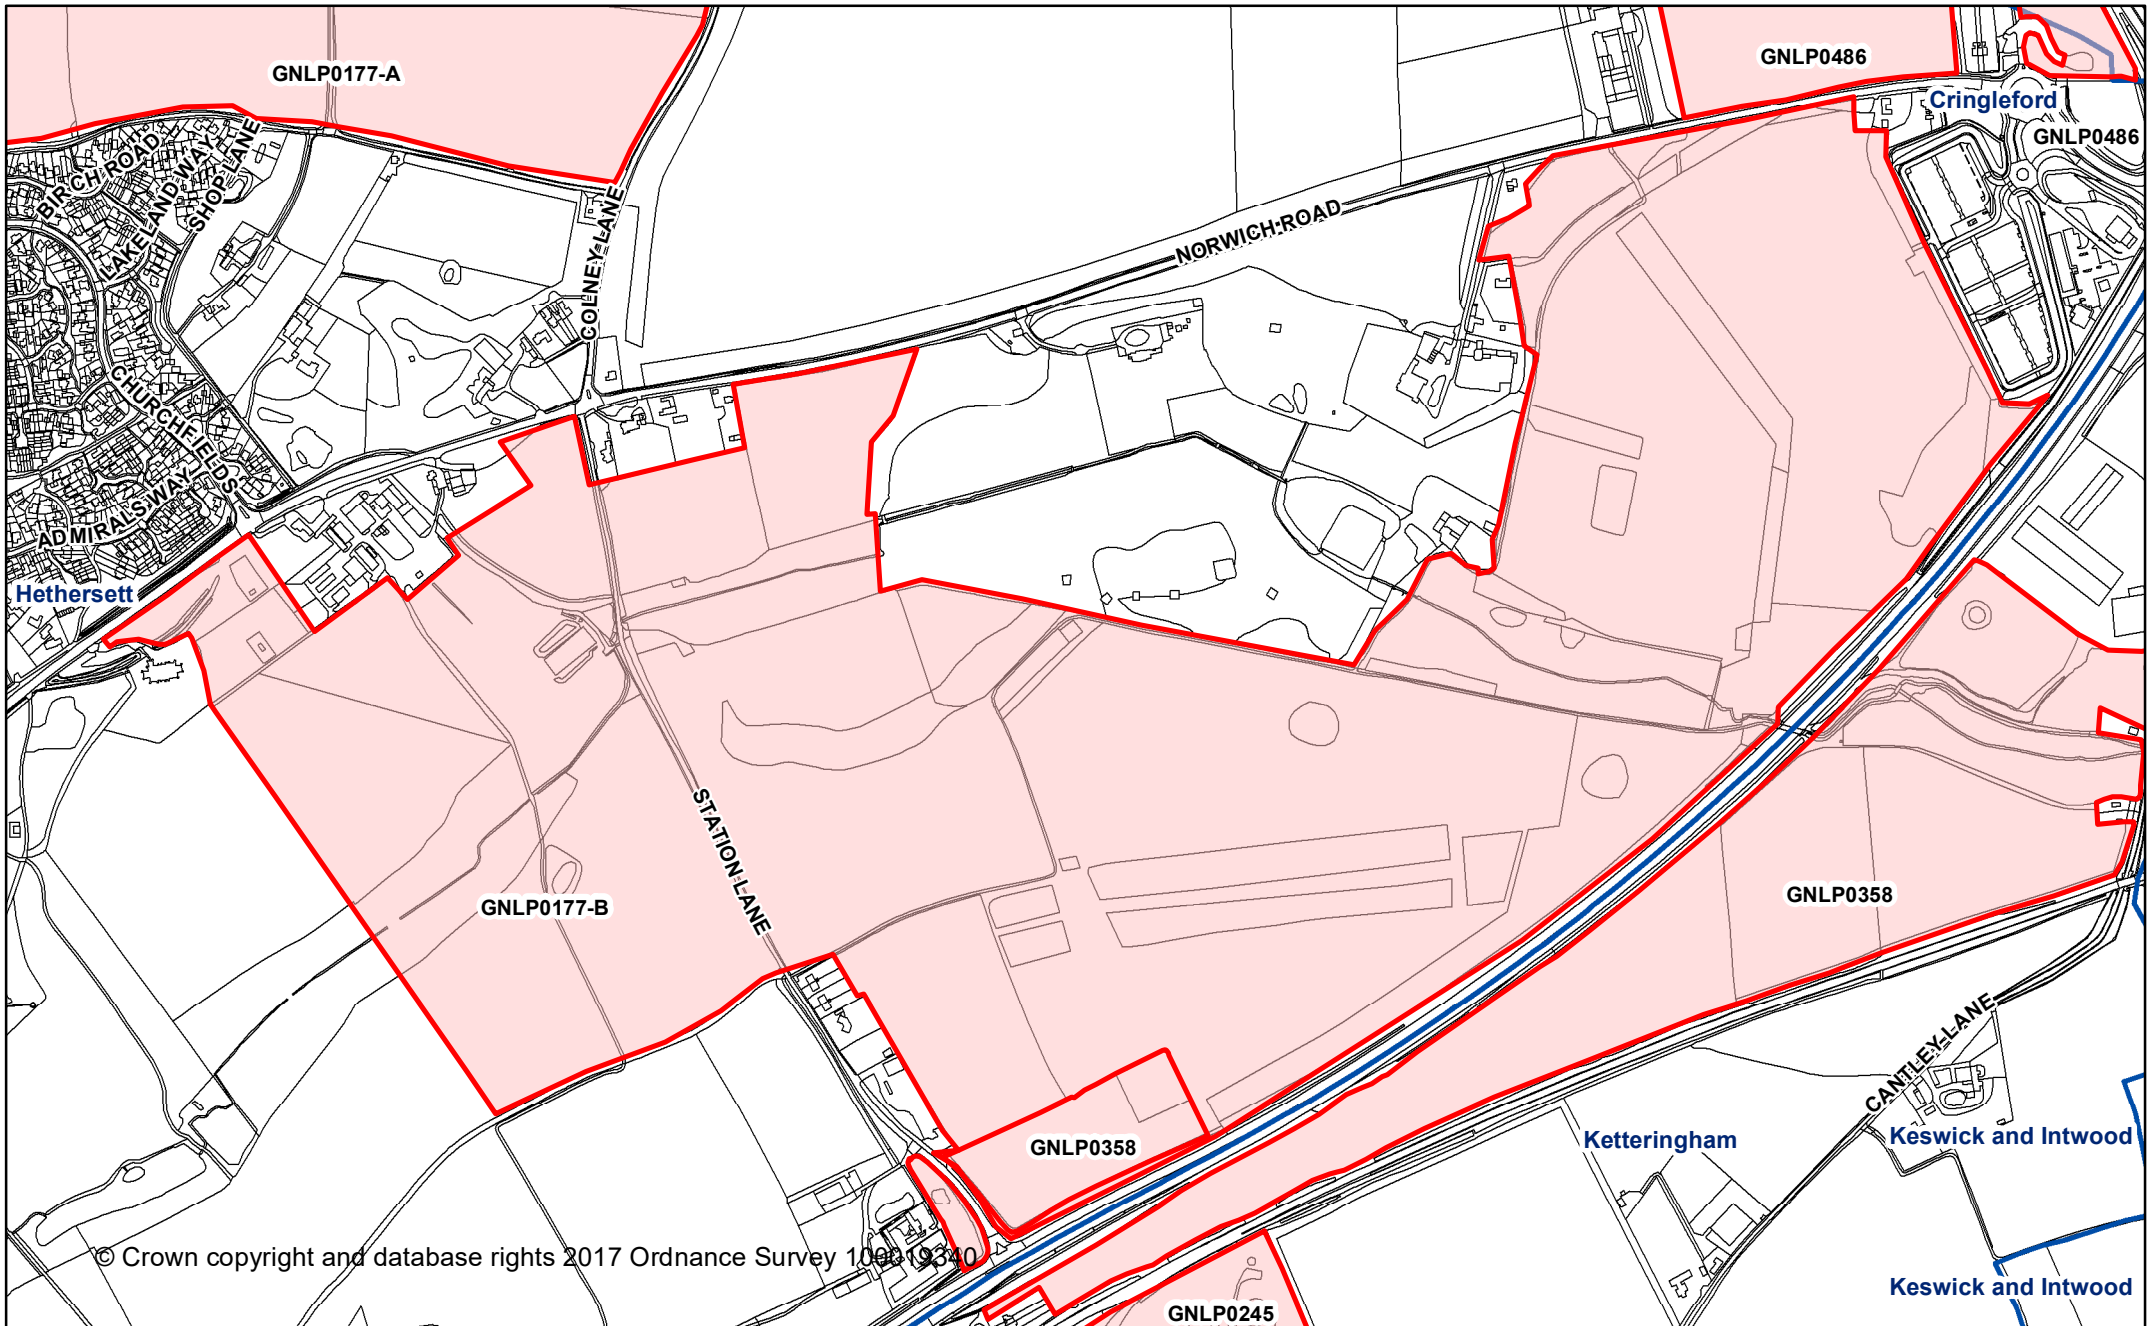 GNLP0177-A
GNLP0486
Cringleford
GNLP0486
BIRCH ROAD
LAKELAND WAY
SHOP LANE
COLNEY LANE
NORWICH ROAD
CHURCHFIELDS
ADMIRALS WAY
Hethersett
STATION LANE
GNLP0177-B
GNLP0358
CANTLEY LANE
GNLP0358
Ketteringham
Keswick and Intwood
© Crown copyright and database rights 2017 Ordnance Survey 100019340
Keswick and Intwood
GNLP0245